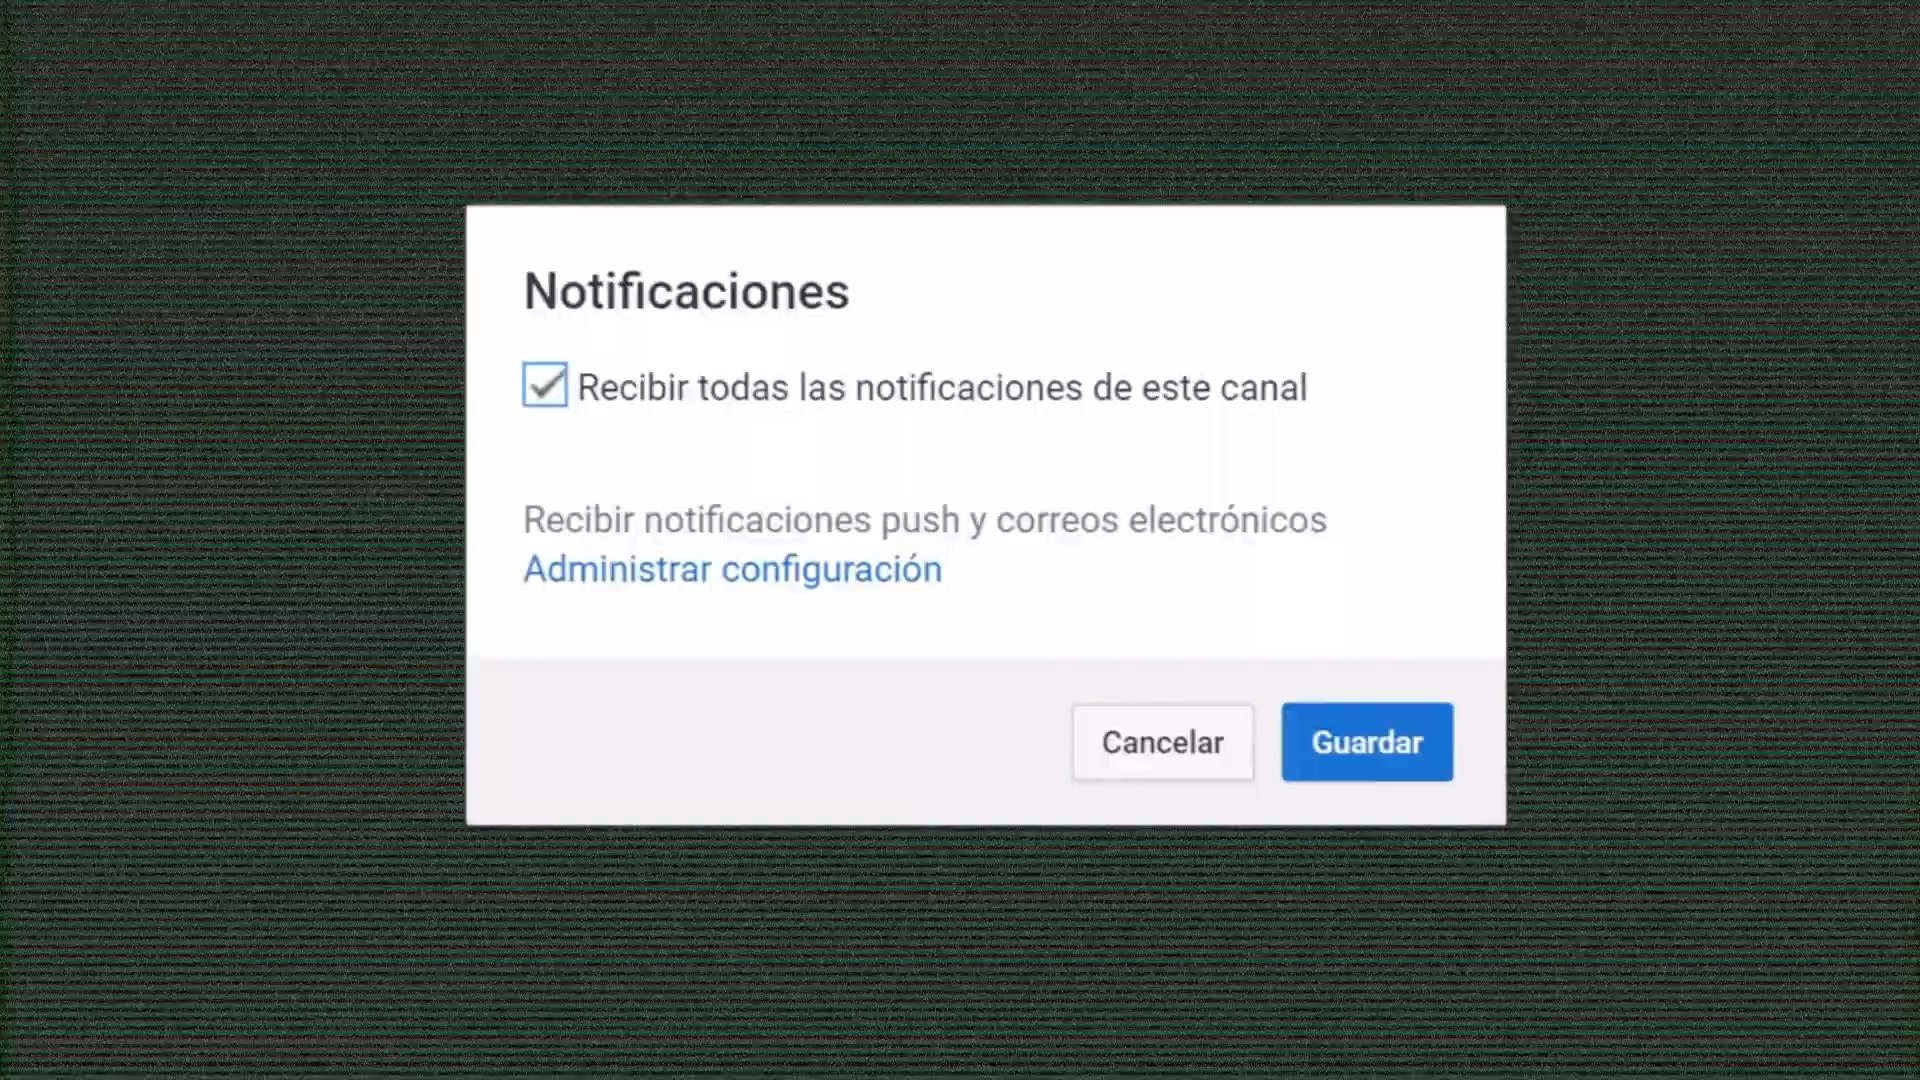 Notificaciones
Recibir todas las notificaciones de este canal
Recibir notificaciones push y correos electrónicos
Administrar configuración
Cancelar
Guardar